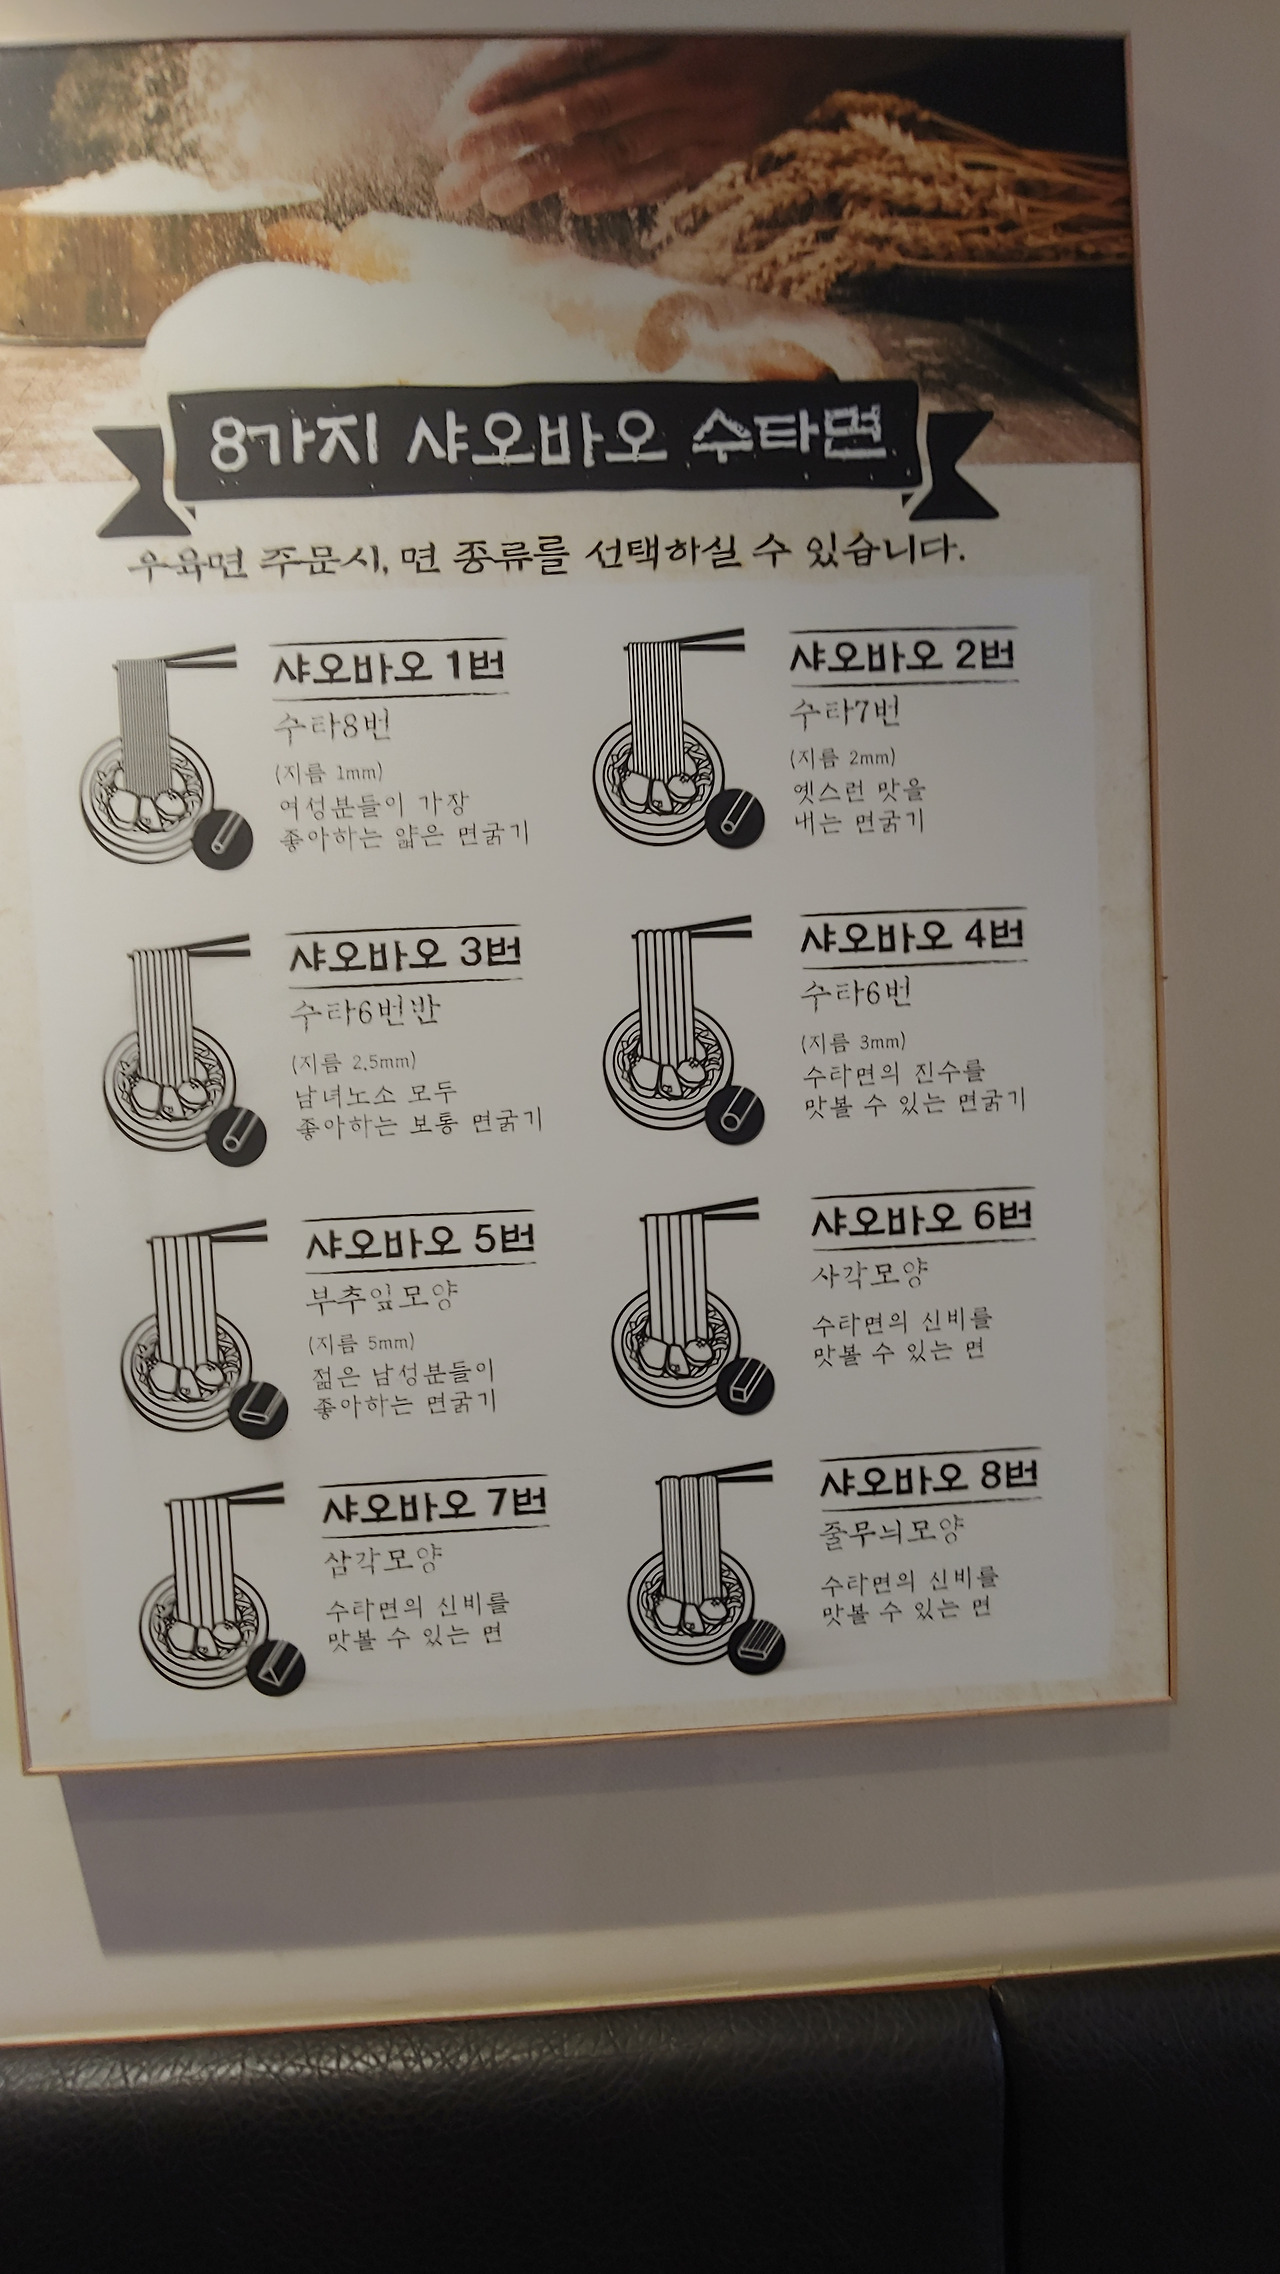 8가지 샤오바오 수타면
우육면 주문시, 면 종류를 선택하실 수 있습니다.
샤오바오 1번
수타8번
(지름 1mm)
여성분들이 가장
좋아하는 얇은 면굵기
샤오바오 2번
수타7번
(지름 2mm)
옛스런 맛을
내는 면굵기
샤오바오 3번
수타6번반
(지름 2.5mm)
남녀노소 모두
좋아하는 보통 면굵기
샤오바오 4번
수타6번
(지름 3mm)
수타면의 진수를
맛볼 수 있는 면굵기
샤오바오 5번
부추잎모양
(지름 5mm)
젊은 남성분들이
좋아하는 면굵기
샤오바오 6번
사각모양
수타면의 신비를
맛볼 수 있는 면
샤오바오 7번
삼각모양
수타면의 신비를
맛볼 수 있는 면
샤오바오 8번
줄무늬모양
수타면의 신비를
맛볼 수 있는 면